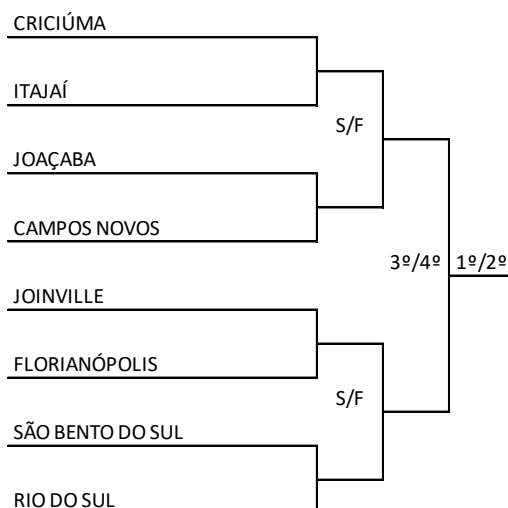 CRICIÚMA
ITAJAÍ
S/F
JOAÇABA
CAMPOS NOVOS
3º/4º 1º/2º
JOINVILLE
FLORIANÓPOLIS
S/F
SÃO BENTO DO SUL
RIO DO SUL